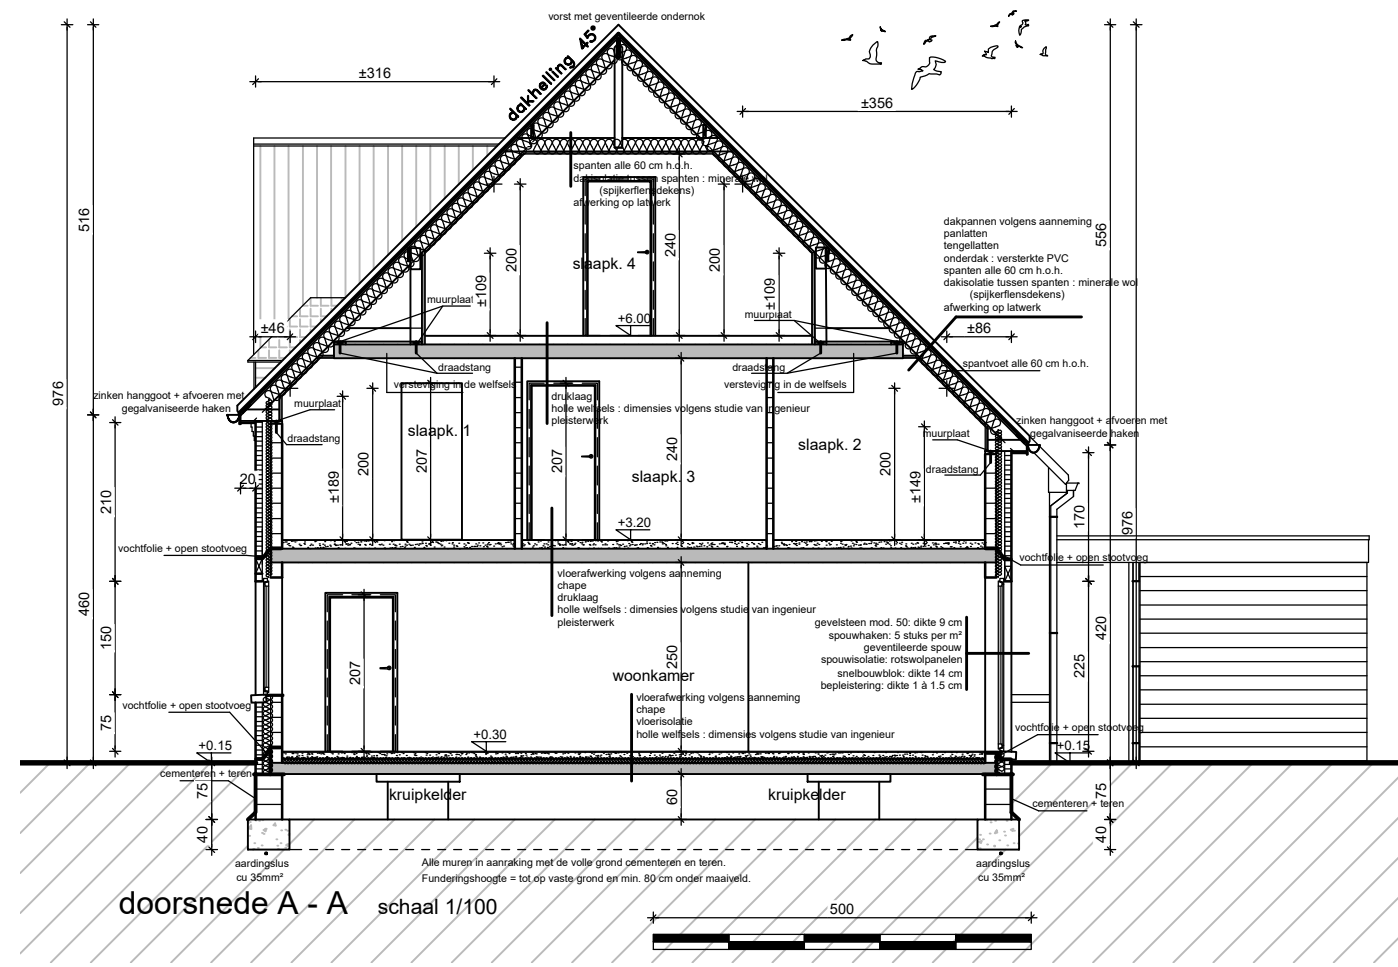 vorst met geventileerde ondernok
dakhelling 45°
±316
±356
spanten alle 60 cm h.o.h.
dakisolatie tussen spanten : minerale wol
(spijkerflensdekens)
afwerking op latwerk
dakpannen volgens aanneming
panlatten
tengellatten
onderdak : versterkte PVC
spanten alle 60 cm h.o.h.
dakisolatie tussen spanten : minerale wol
(spijkerflensdekens)
afwerking op latwerk
516
556
976
976
200
240
200
±109
±109
slaapk. 4
muurplaat
muurplaat
+6.00
±46
±86
draadstang
draadstang
versteviging in de welfsels
versteviging in de welfsels
spantvoet alle 60 cm h.o.h.
zinken hanggoot + afvoeren met
gegalvaniseerde haken
zinken hanggoot + afvoeren met
gegalvaniseerde haken
muurplaat
draadstang
muurplaat
draadstang
druklaag
holle welfsels : dimensies volgens studie van ingenieur
pleisterwerk
slaapk. 1
slaapk. 2
slaapk. 3
20
210
±189
200
207
207
240
200
±149
170
+3.20
vochtfolie + open stootvoeg
vochtfolie + open stootvoeg
vloerafwerking volgens aanneming
chape
druklaag
holle welfsels : dimensies volgens studie van ingenieur
pleisterwerk
gevelsteen mod. 50: dikte 9 cm
spouwhaken: 5 stuks per m²
geventileerde spouw
spouwisolatie: rotswolpanelen
snelbouwblok: dikte 14 cm
bepleistering: dikte 1 à 1.5 cm
460
150
75
207
250
225
420
woonkamer
vloerafwerking volgens aanneming
chape
vloerisolatie
holle welfsels : dimensies volgens studie van ingenieur
vochtfolie + open stootvoeg
vochtfolie + open stootvoeg
+0.15
+0.30
+0.15
cementeren + teren
cementeren + teren
75
40
60
75
40
kruipkelder
kruipkelder
aardingslus
cu 35mm²
aardingslus
cu 35mm²
Alle muren in aanraking met de volle grond cementeren en teren.
Funderingshoogte = tot op vaste grond en min. 80 cm onder maaiveld.
doorsnede A - A schaal 1/100
500